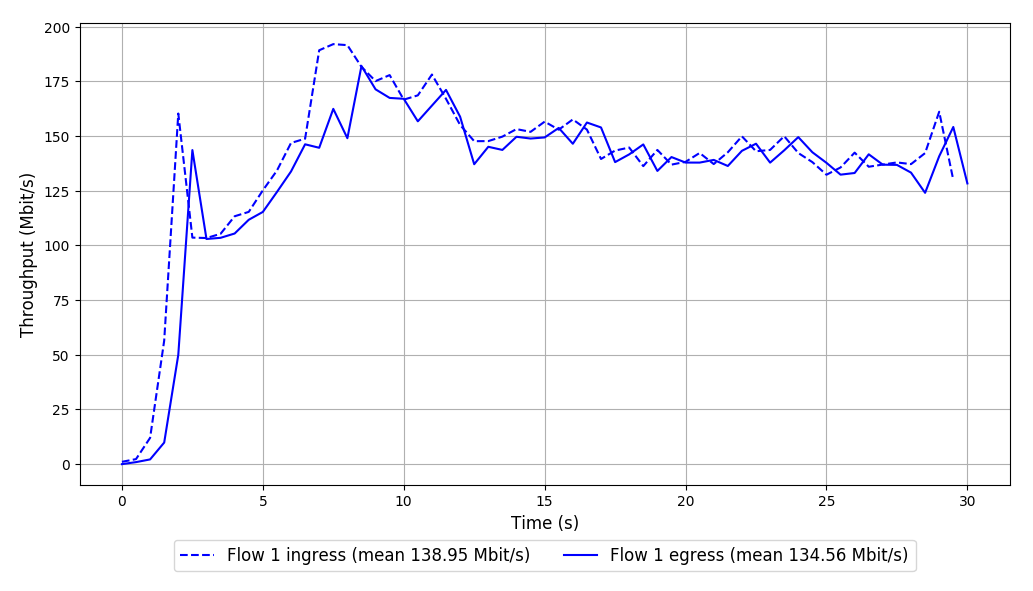 200
175
150
125
100
75
50
25
0
Throughput (Mbit/s)
0 5 10 15 20 25 30
Time (s)
Flow 1 ingress (mean 138.95 Mbit/s) Flow 1 egress (mean 134.56 Mbit/s)